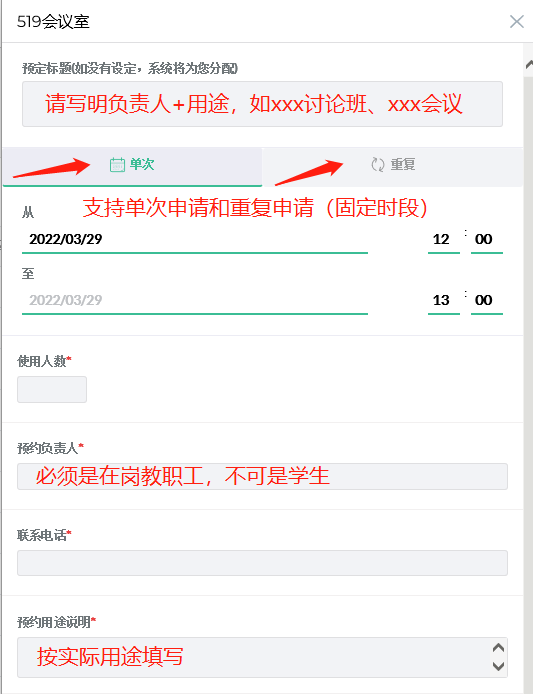 519会议室
预定标题(如没有设定，系统将为您分配)
请写明负责人+用途，如xxx讨论班、xxx会议
单次
重复
支持单次申请和重复申请（固定时段）
从
2022/03/29 12 : 00
至
2022/03/29 13 : 00
使用人数*
预约负责人*
必须是在岗教职工，不可是学生
联系电话*
预约用途说明*
按实际用途填写